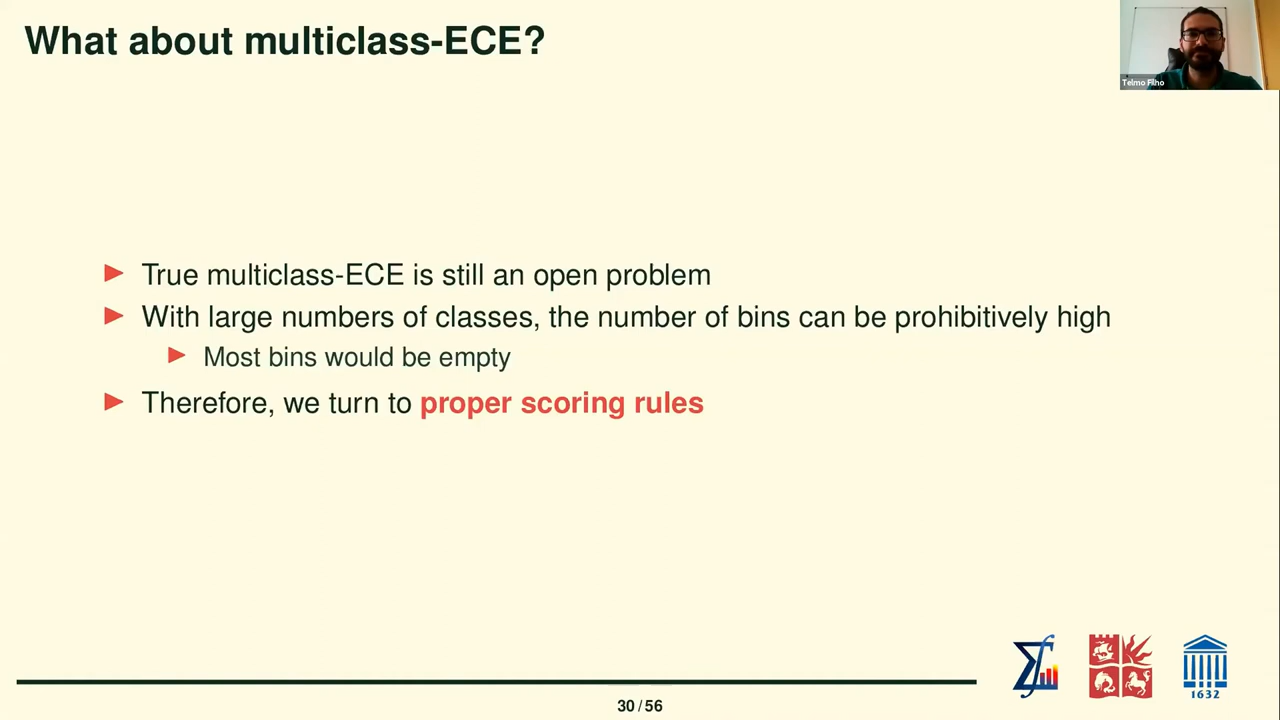 What about multiclass-ECE?
Telmo Filho
True multiclass-ECE is still an open problem
With large numbers of classes, the number of bins can be prohibitively high
Most bins would be empty
Therefore, we turn to proper scoring rules
1632
30/56